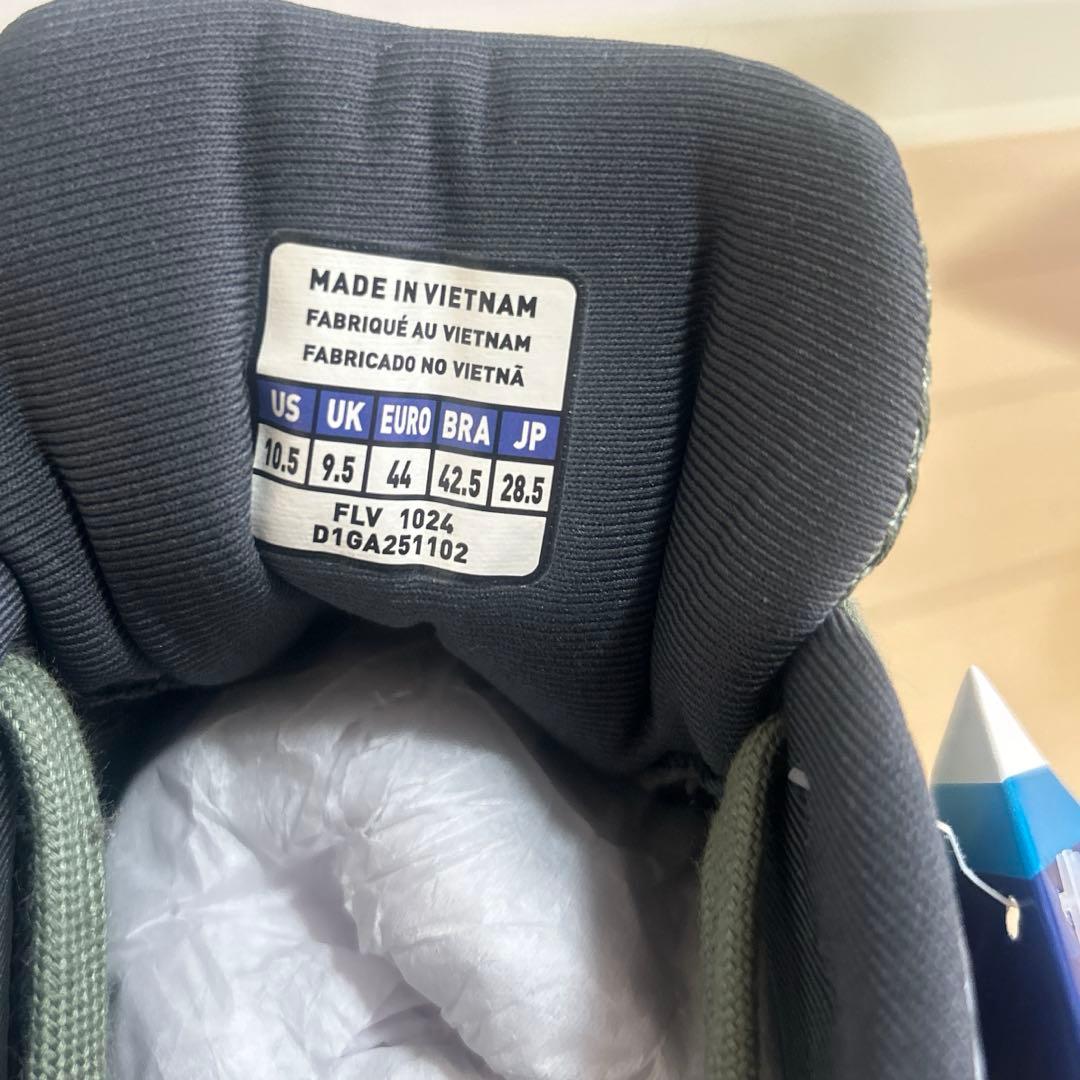 MADE IN VIETNAM
FABRIQUÉ AU VIETNAM
FABRICADO NO VIETNÃ
US UK EURO BRA JP
10.5 9.5 44 42.5 28.5
FLV 1024
D1GA251102